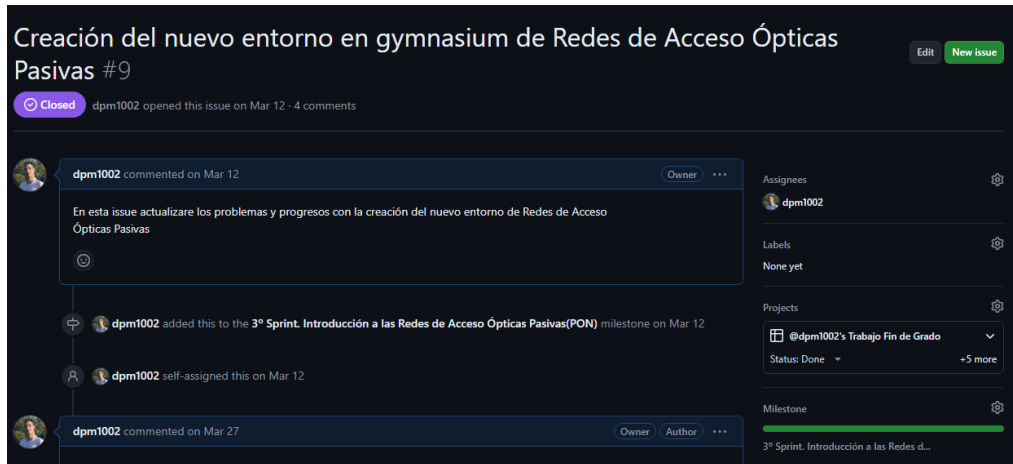 Creación del nuevo entorno en gymnasium de Redes de Acceso Ópticas
Pasivas #9
Edit
New issue
Closed
dpm1002 opened this issue on Mar 12 · 4 comments
dpm1002 commented on Mar 12
Owner
En esta issue actualizare los problemas y progresos con la creación del nuevo entorno de Redes de Acceso
Ópticas Pasivas
dpm1002 added this to the 3º Sprint. Introducción a las Redes de Acceso Ópticas Pasivas(PON) milestone on Mar 12
dpm1002 self-assigned this on Mar 12
dpm1002 commented on Mar 27
Owner
Author
Assignees
dpm1002
Labels
None yet
Projects
@dpm1002's Trabajo Fin de Grado
Status: Done
+5 more
Milestone
3º Sprint. Introducción a las Redes d...